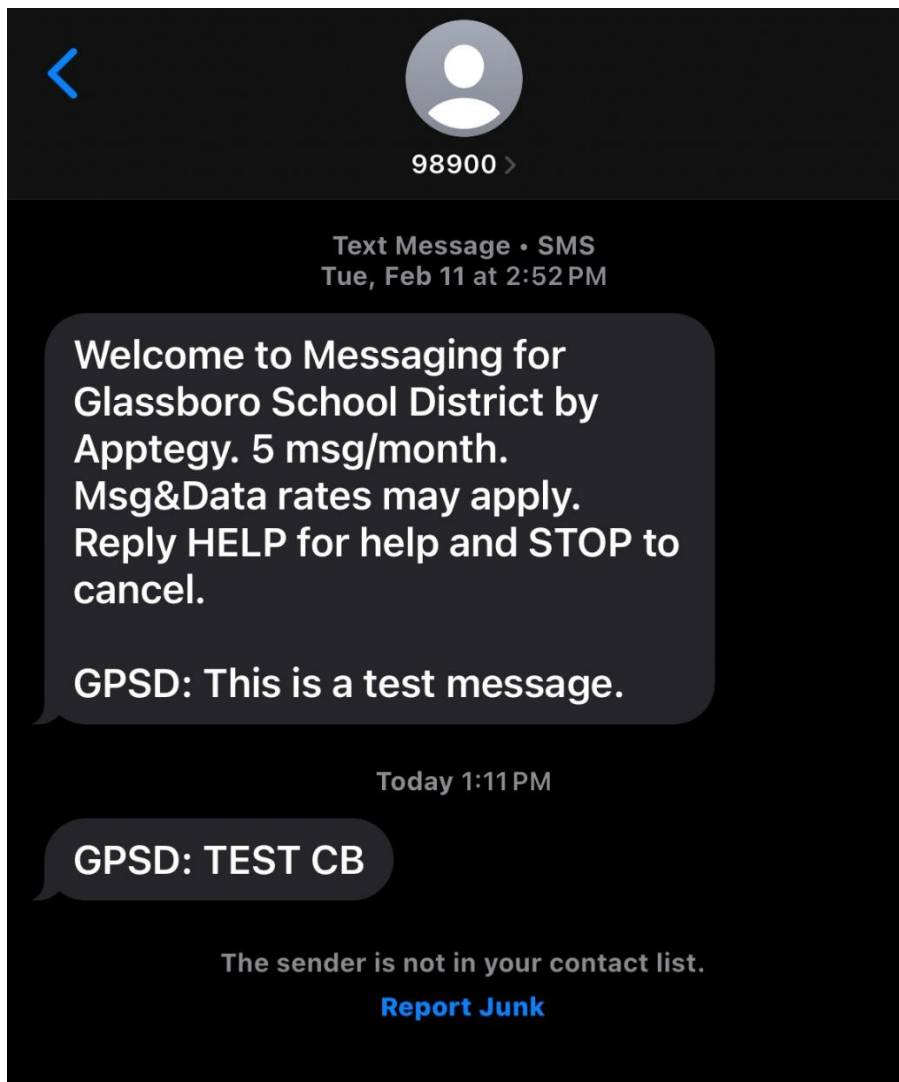 98900 >
Text Message • SMS
Tue, Feb 11 at 2:52 PM
Welcome to Messaging for
Glassboro School District by
Apptegy. 5 msg/month.
Msg&Data rates may apply.
Reply HELP for help and STOP to
cancel.
GPSD: This is a test message.
Today 1:11 PM
GPSD: TEST CB
The sender is not in your contact list.
Report Junk